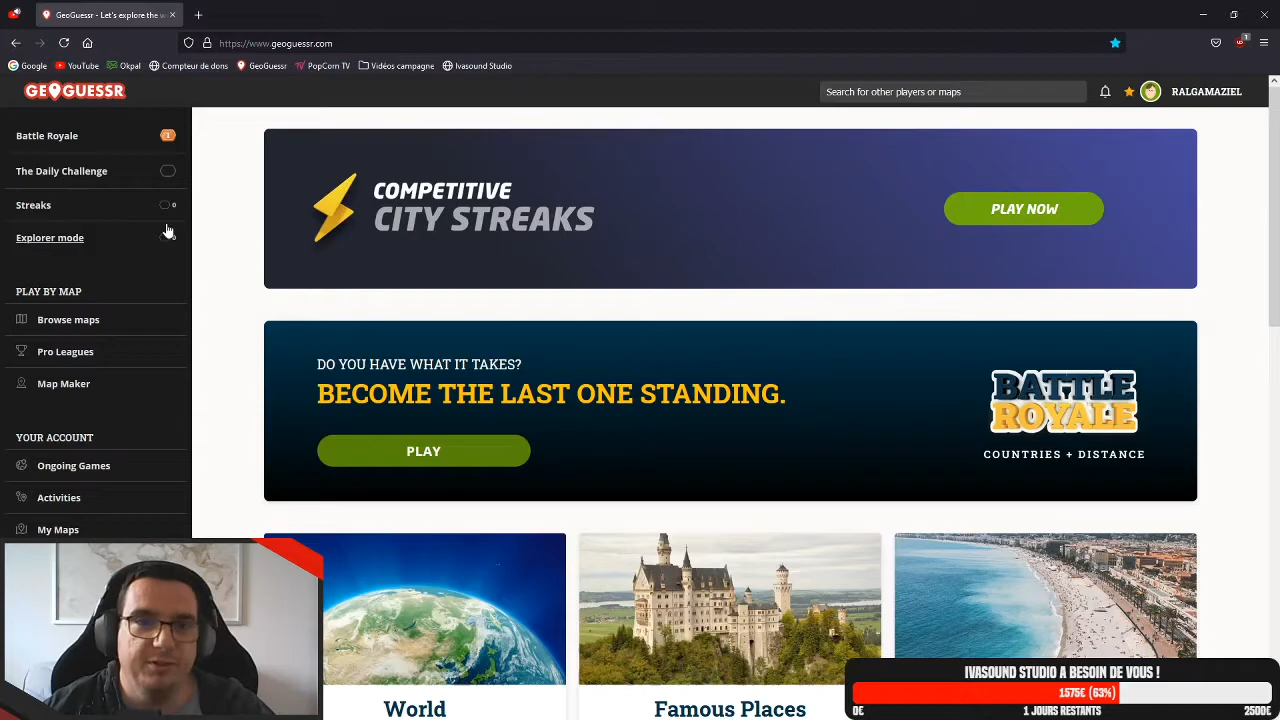 GeoGuessr - Let's explore the w
https://www.geoguessr.com
Google
YouTube
Okpal
Compteur de dons
GeoGuessr
PopCorn TV
Vidéos campagne
Ivasound Studio
1
GEOGUESSR
Search for other players or maps
RALGAMAZIEL
Battle Royale
1
The Daily Challenge
Streaks
0
Explorer mode
PLAY BY MAP
Browse maps
Pro Leagues
Map Maker
YOUR ACCOUNT
Ongoing Games
Activities
My Maps
COMPETITIVE
CITY STREAKS
PLAY NOW
DO YOU HAVE WHAT IT TAKES?
BECOME THE LAST ONE STANDING.
PLAY
BATTLE
ROYALE
COUNTRIES + DISTANCE
World
Famous Places
IVASOUND STUDIO A BESOIN DE VOUS !
1575€ (63%)
0€
1 JOURS RESTANTS
2500€